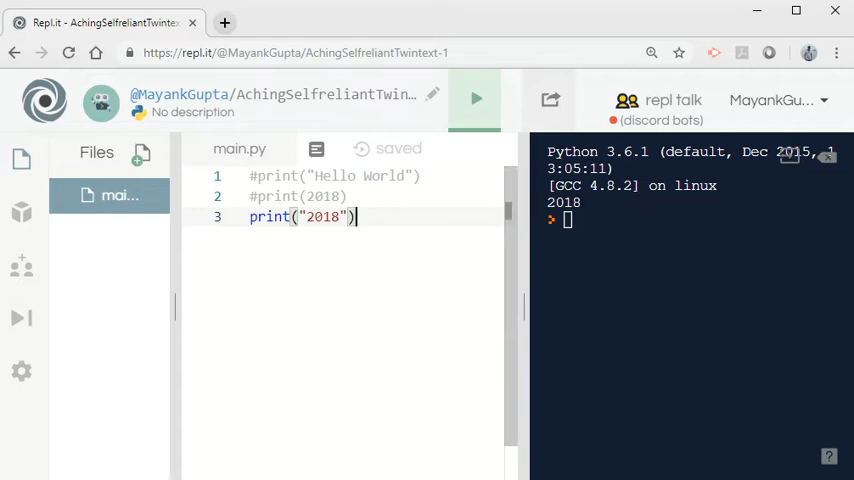 Repl.it - AchingSelfreliantTwintex
https://repl.it/@MayankGupta/AchingSelfreliantTwintext-1
@MayankGupta/AchingSelfreliantTwintext...
No description
repl talk
(discord bots)
MayankGu...
Files
mai...
main.py
saved
1 #print("Hello World")
2 #print(2018)
3 print("2018")
Python 3.6.1 (default, Dec 2015, 1
3:05:11)
[GCC 4.8.2] on linux
2018
>
?